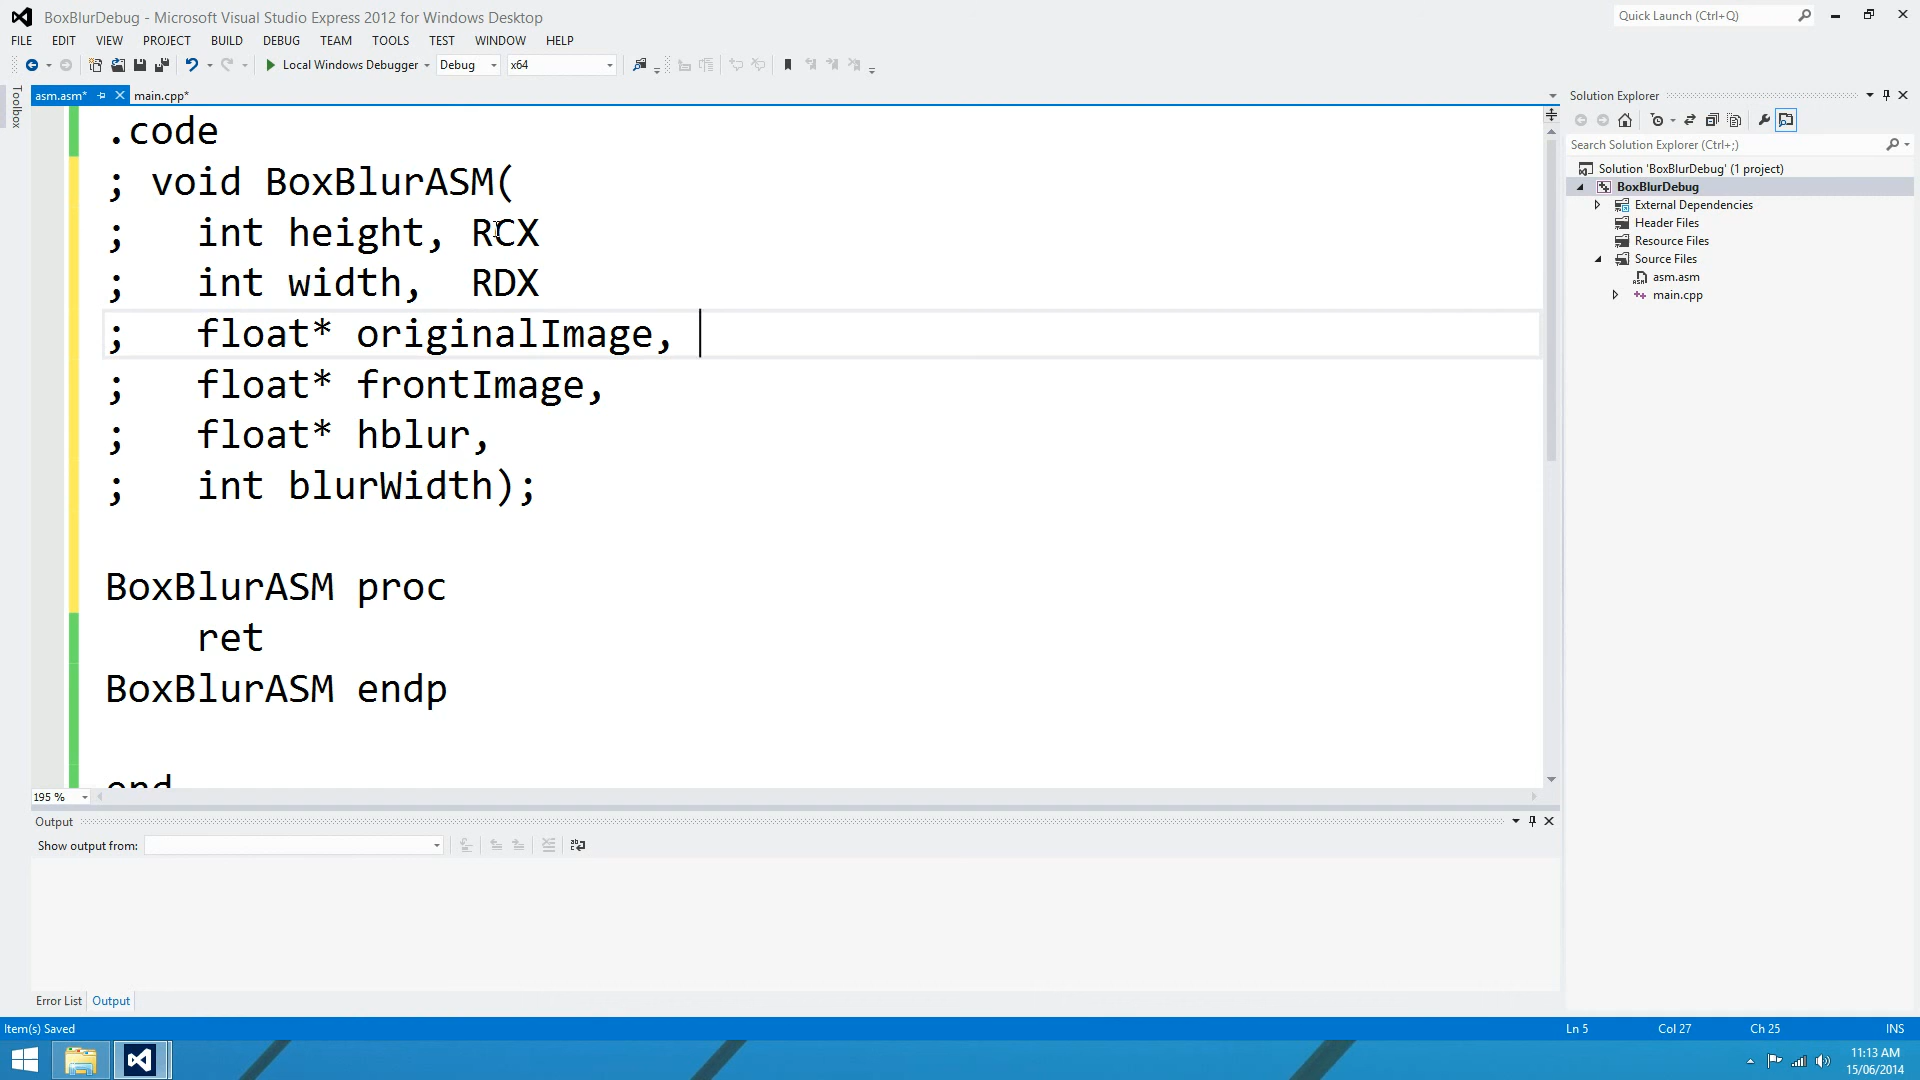 BoxBlurDebug - Microsoft Visual Studio Express 2012 for Windows Desktop
Quick Launch (Ctrl+Q)
FILE EDIT VIEW PROJECT BUILD DEBUG TEAM TOOLS TEST WINDOW HELP
Local Windows Debugger Debug x64
Toolbox
asm.asm* main.cpp*
.code
; void BoxBlurASM(
;   int height, RCX
;   int width,  RDX
;   float* originalImage,
;   float* frontImage,
;   float* hblur,
;   int blurWidth);
BoxBlurASM proc
    ret
BoxBlurASM endp
end
195 %
Solution Explorer
Search Solution Explorer (Ctrl+;)
Solution 'BoxBlurDebug' (1 project)
BoxBlurDebug
External Dependencies
Header Files
Resource Files
Source Files
asm.asm
main.cpp
Output
Show output from:
Error List Output
Item(s) Saved
Ln 5 Col 27 Ch 25 INS
11:13 AM
15/06/2014